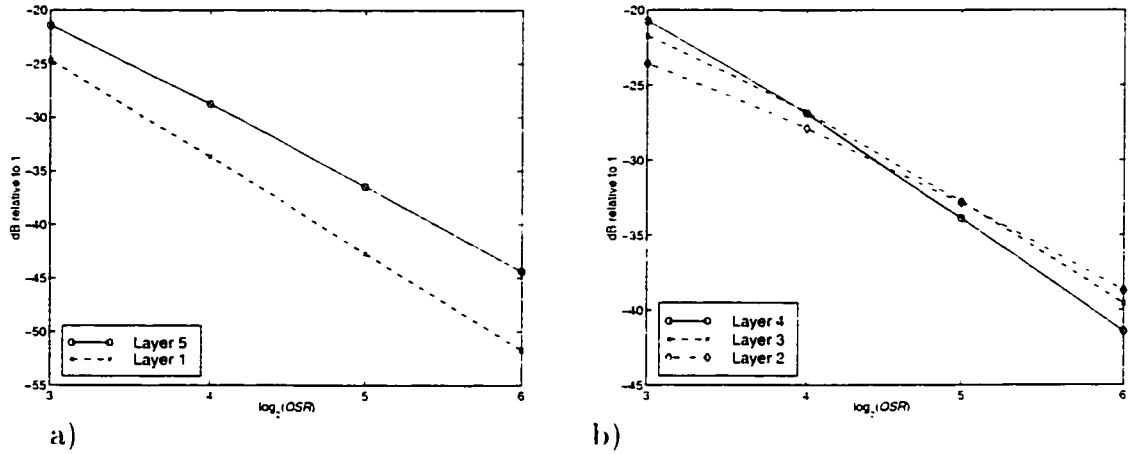 -20
-25
-30
-35
-40
-45
-50
-55
dB relative to 1
3
4
5
6
log2(OSR)
Layer 5
Layer 1
a)
-20
-25
-30
-35
-40
-45
dB relative to 1
3
4
5
6
log2(OSR)
Layer 4
Layer 3
Layer 2
b)